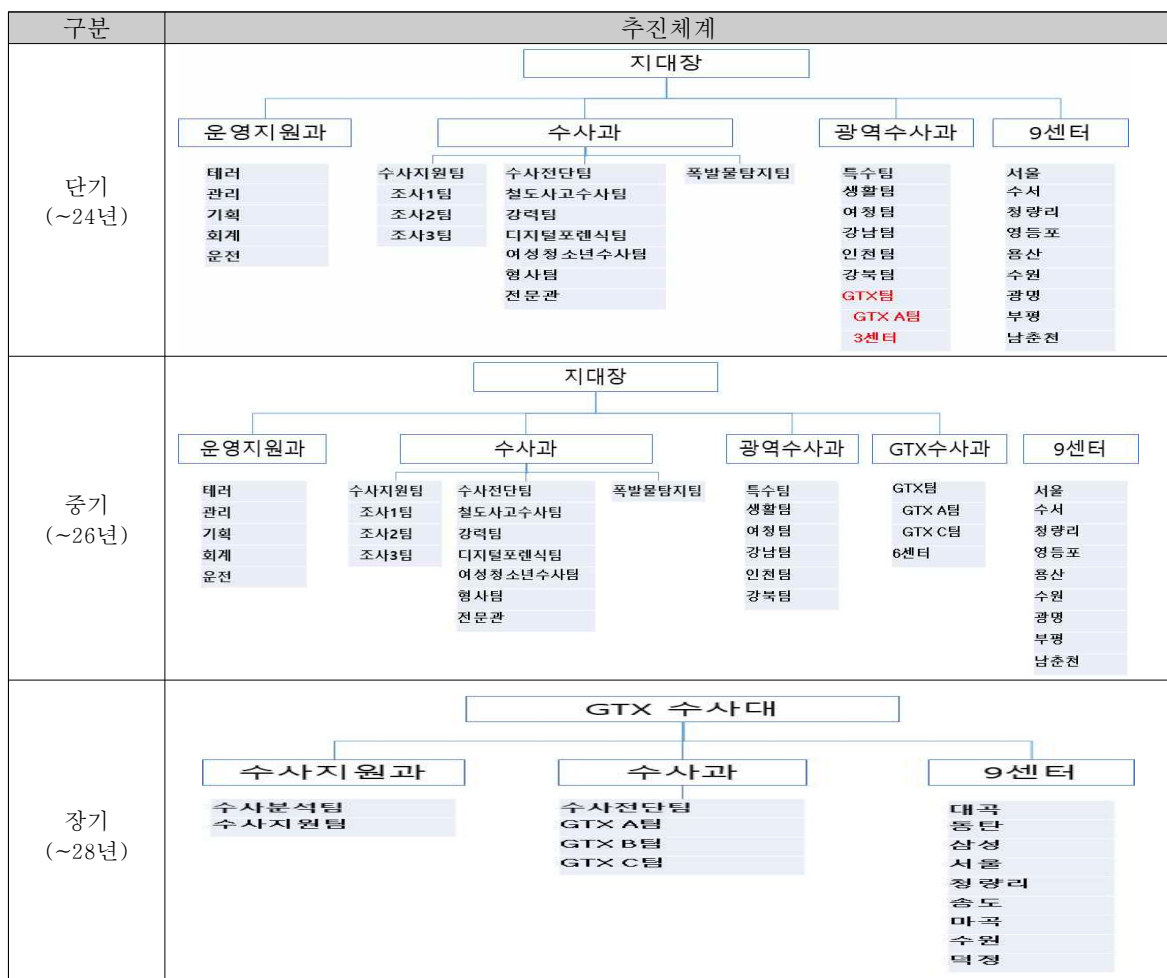 구분 추진체계
단기
(~24년)
지대장
운영지원과 수사과 광역수사과 9센터
테러
관리
기획
회계
운전
수사지원팀
조사1팀
조사2팀
조사3팀
수사전단팀
철도사고수사팀
강력팀
디지털포렌식팀
여성청소년수사팀
형사팀
전문관
폭발물탐지팀
특수팀
생활팀
여청팀
강남팀
인천팀
강북팀
GTX팀
GTX A팀
3센터
서울
수서
청량리
영등포
용산
수원
광명
부평
남춘천
중기
(~26년)
지대장
운영지원과 수사과 광역수사과 GTX수사과 9센터
테러
관리
기획
회계
운전
수사지원팀
조사1팀
조사2팀
조사3팀
수사전단팀
철도사고수사팀
강력팀
디지털포렌식팀
여성청소년수사팀
형사팀
전문관
폭발물탐지팀
특수팀
생활팀
여청팀
강남팀
인천팀
강북팀
GTX팀
GTX A팀
GTX C팀
6센터
서울
수서
청량리
영등포
용산
수원
광명
부평
남춘천
장기
(~28년)
GTX 수사대
수사지원과 수사과 9센터
수사분석팀
수사지원팀
수사전단팀
GTX A팀
GTX B팀
GTX C팀
대곡
동탄
삼성
서울
청량리
송도
마곡
수원
덕정